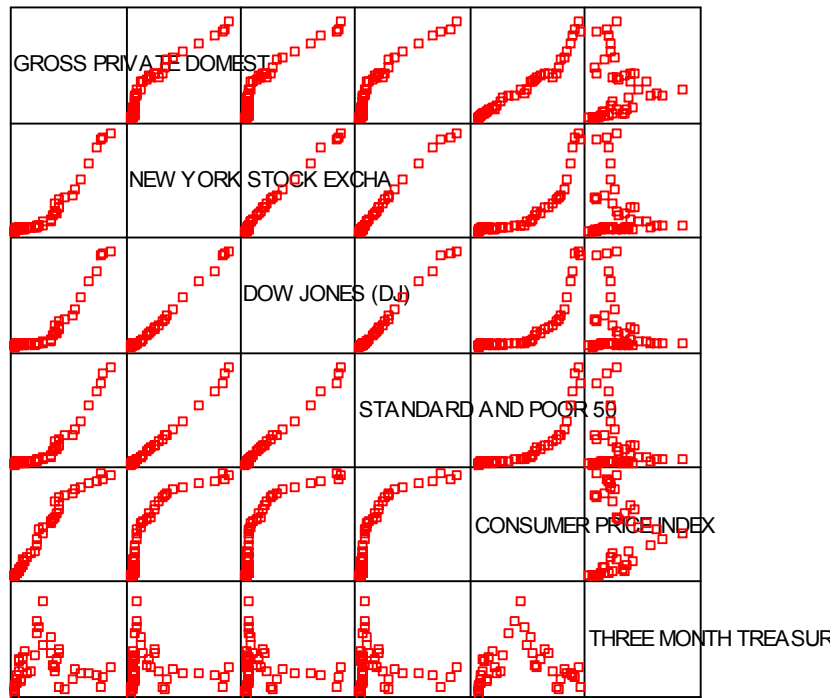 GROSS PRIVATE DOMEST
NEW YORK STOCK EXCHA
DOW JONES (DJ)
STANDARD AND POOR 50
CONSUMER PRICE INDEX
THREE MONTH TREASUR